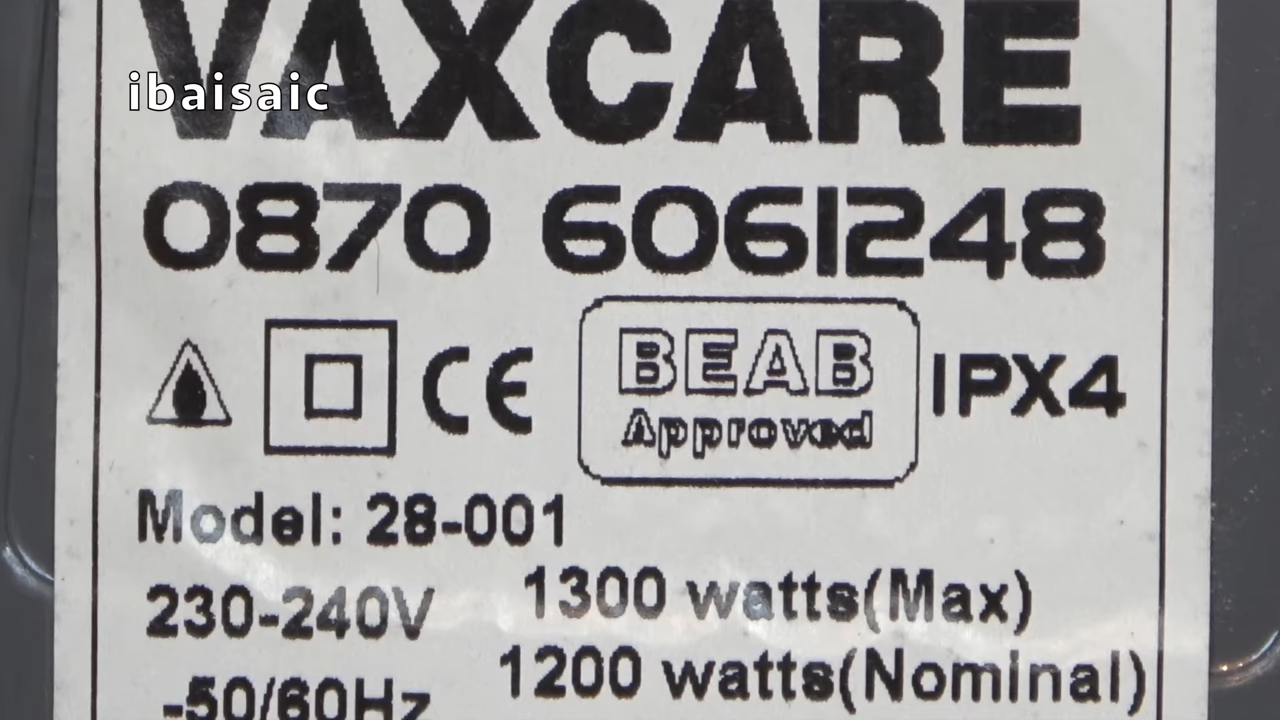 VAXCARE
ibaisaic
0870 6061248
CE BEAB Approved IPX4
Model: 28-001
230-240V 1300 watts(Max)
-50/60Hz 1200 watts(Nominal)